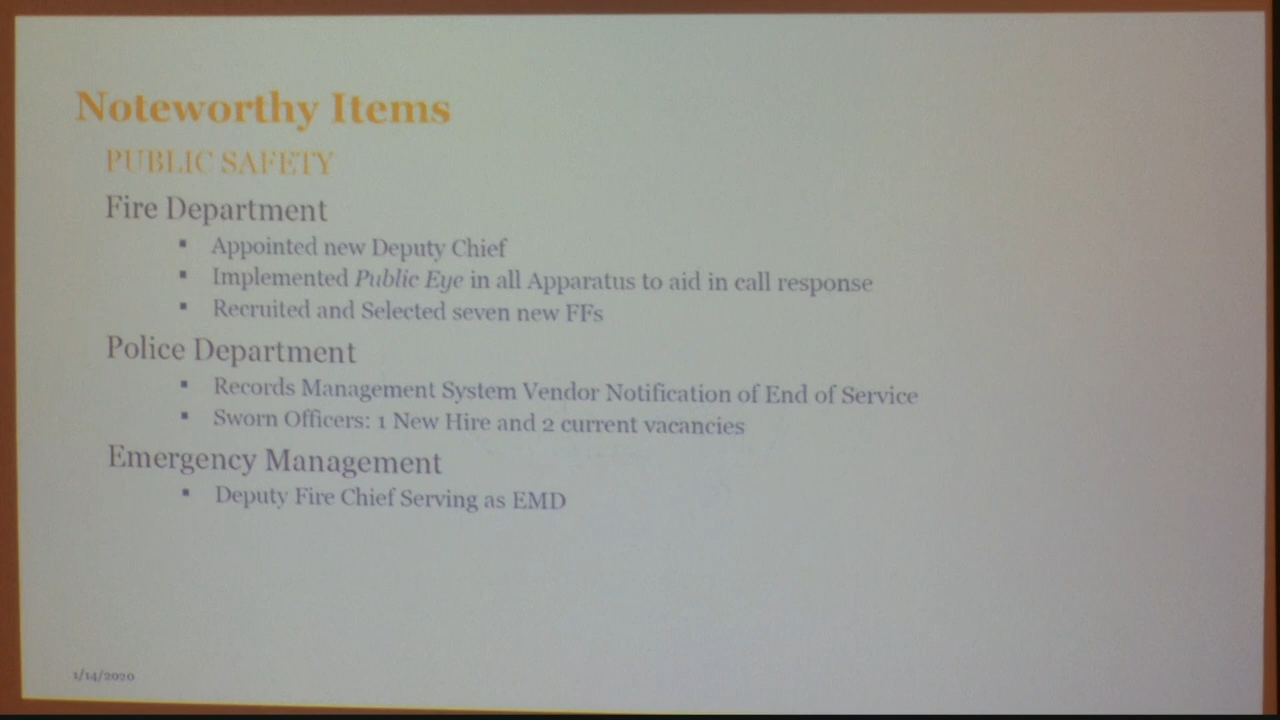 Noteworthy Items
PUBLIC SAFETY
Fire Department
▪ Appointed new Deputy Chief
▪ Implemented Public Eye in all Apparatus to aid in call response
▪ Recruited and Selected seven new FFs
Police Department
▪ Records Management System Vendor Notification of End of Service
▪ Sworn Officers: 1 New Hire and 2 current vacancies
Emergency Management
▪ Deputy Fire Chief Serving as EMD
1/14/2020